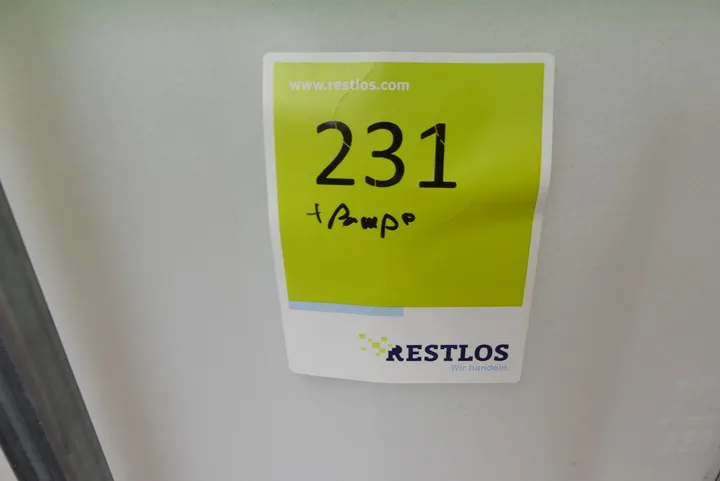 www.restlos.com
231
+ Pumpe
RESTLOS
Wir handeln.